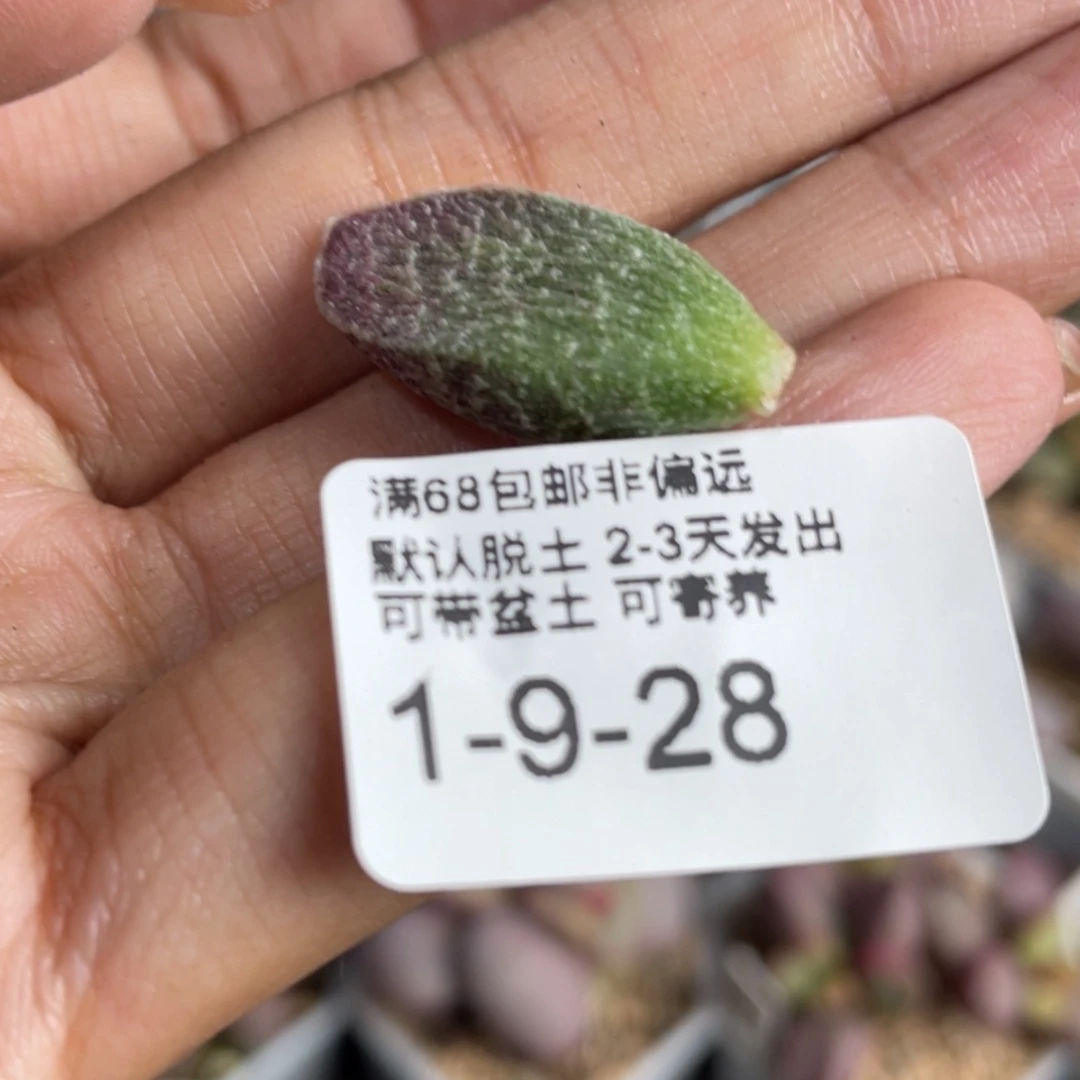 满68包邮非偏远
默认脱土 2-3天发出
可带盆土 可寄养
1-9-28